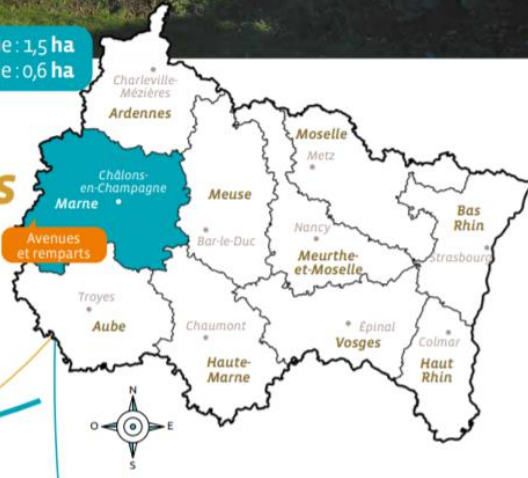 e : 1,5 ha
e : 0,6 ha
s
Charleville-
Mézières
Ardennes
Moselle
Metz
Châlons-
en-Champagne
Marne
Meuse
Bas
Rhin
Avenues
et remparts
Bar-le-Duc
Nancy
Meurthe-
et-Moselle
Strasbourg
Troyes
Aube
Chaumont
Haute-
Marne
Épinal
Vosges
Colmar
Haut
Rhin
N
O
E
S